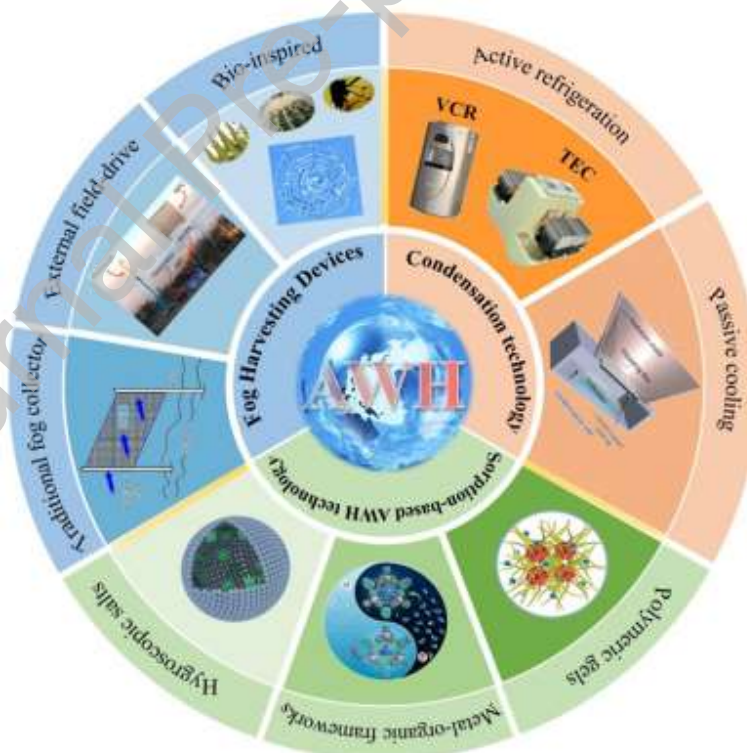 Bio-inspired
Active refrigeration
VCR
TEC
External field-drive
Passive cooling
Fog Harvesting Devices
Condensation technology
AWH
Traditional fog collector
Sorption-based AWH technology
Hygroscopic salts
Metal-organic frameworks
Polymeric gels